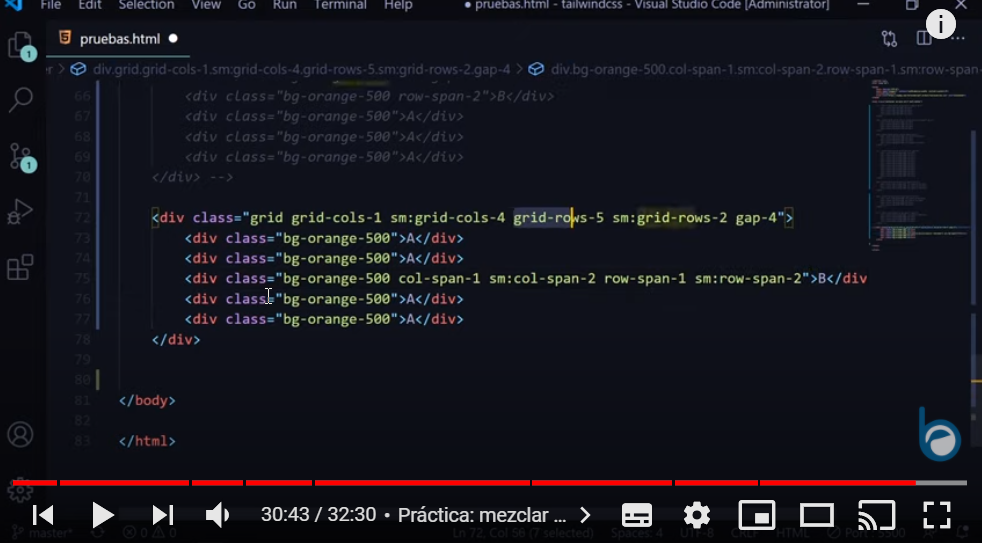 File Edit Selection View Go Run Terminal Help ● pruebas.html - tailwindcss - Visual Studio Code [Administrator]
pruebas.html ●
div.grid.grid-cols-1.sm:grid-cols-4.grid-rows-5.sm:grid-rows-2.gap-4 > div.bg-orange-500.col-span-1.sm:col-span-2.row-span-1.sm:row-span-
66 <div class="bg-orange-500 row-span-2">B</div>
67 <div class="bg-orange-500">A</div>
68 <div class="bg-orange-500">A</div>
69 <div class="bg-orange-500">A</div>
70 </div> -->
71
72 <div class="grid grid-cols-1 sm:grid-cols-4 grid-rows-5 sm:grid-rows-2 gap-4">
73 <div class="bg-orange-500">A</div>
74 <div class="bg-orange-500">A</div>
75 <div class="bg-orange-500 col-span-1 sm:col-span-2 row-span-1 sm:row-span-2">B</div
76 <div class="bg-orange-500">A</div>
77 <div class="bg-orange-500">A</div>
78 </div>
79
80
81 </body>
82
83 </html>
30:43 / 32:30 • Práctica: mezclar ...
master* 0 0 Ln 72, Col 56 (7 selected) Spaces: 4 UTF-8 CRLF HTML Port : 5500